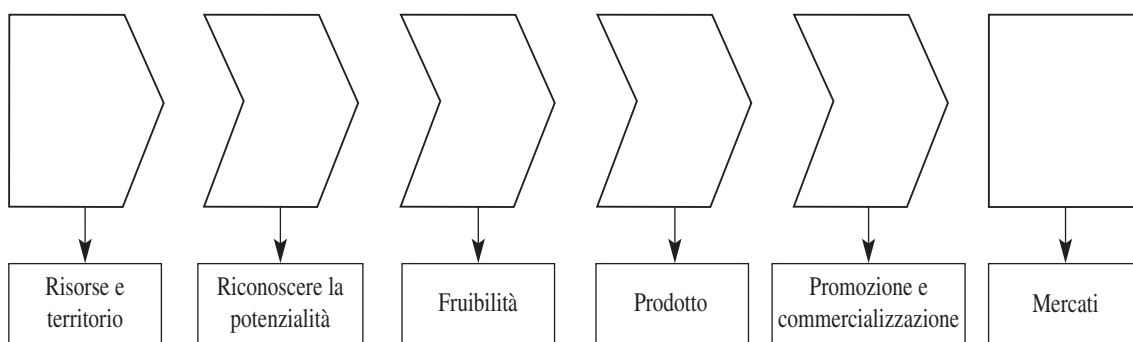 Risorse e
territorio
Riconoscere la
potenzialità
Fruibilità
Prodotto
Promozione e
commercializzazione
Mercati